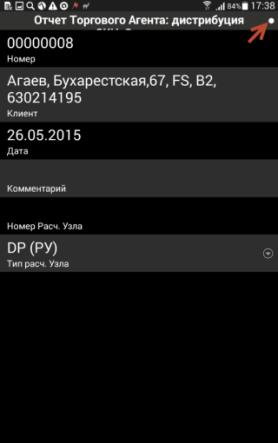 84% 17:38
Отчет Торгового Агента: дистрибуция
00000008
Номер
Агаев, Бухарестская,67, FS, B2,
630214195
Клиент
26.05.2015
Дата
Комментарий
Номер Расч. Узла
DP (РУ)
Тип расч. Узла